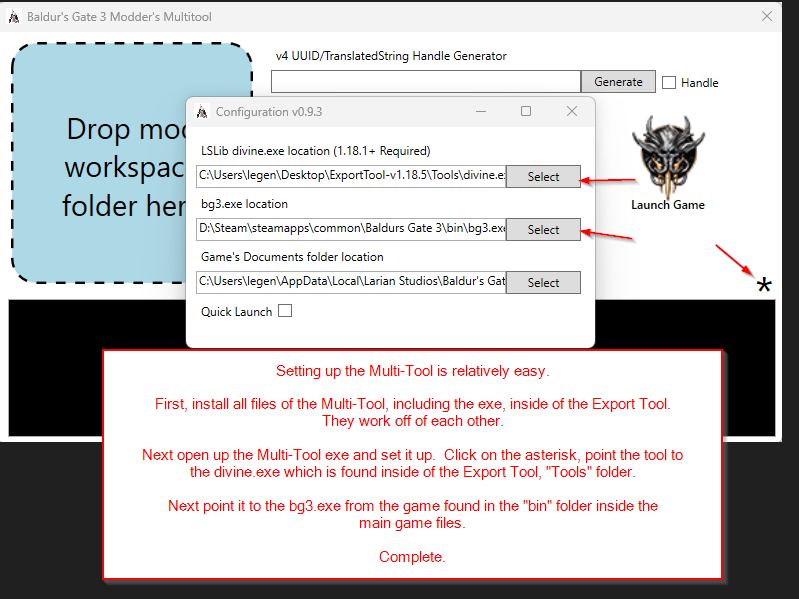 Baldur's Gate 3 Modder's Multitool
v4 UUID/TranslatedString Handle Generator
Generate
Handle
Drop mod
workspac
folder her
Configuration v0.9.3
LSLib divine.exe location (1.18.1+ Required)
C:\Users\legen\Desktop\ExportTool-v1.18.5\Tools\divine.e
Select
bg3.exe location
D:\Steam\steamapps\common\Baldurs Gate 3\bin\bg3.exe
Select
Game's Documents folder location
C:\Users\legen\AppData\Local\Larian Studios\Baldur's Gat
Select
Quick Launch
Launch Game
*
Setting up the Multi-Tool is relatively easy.
First, install all files of the Multi-Tool, including the exe, inside of the Export Tool.
They work off of each other.
Next open up the Multi-Tool exe and set it up. Click on the asterisk, point the tool to
the divine.exe which is found inside of the Export Tool, "Tools" folder.
Next point it to the bg3.exe from the game found in the "bin" folder inside the
main game files.
Complete.